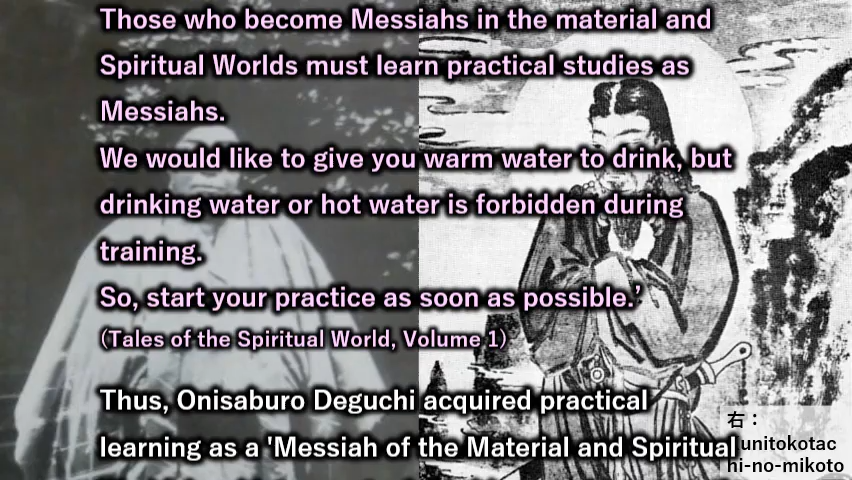 Those who become Messiahs in the material and
Spiritual Worlds must learn practical studies as
Messiahs.
We would like to give you warm water to drink, but
drinking water or hot water is forbidden during
training.
So, start your practice as soon as possible.’
(Tales of the Spiritual World, Volume 1)
Thus, Onisaburo Deguchi acquired practical
learning as a 'Messiah of the Material and Spiritual
右：
unitokotac
hi-no-mikoto